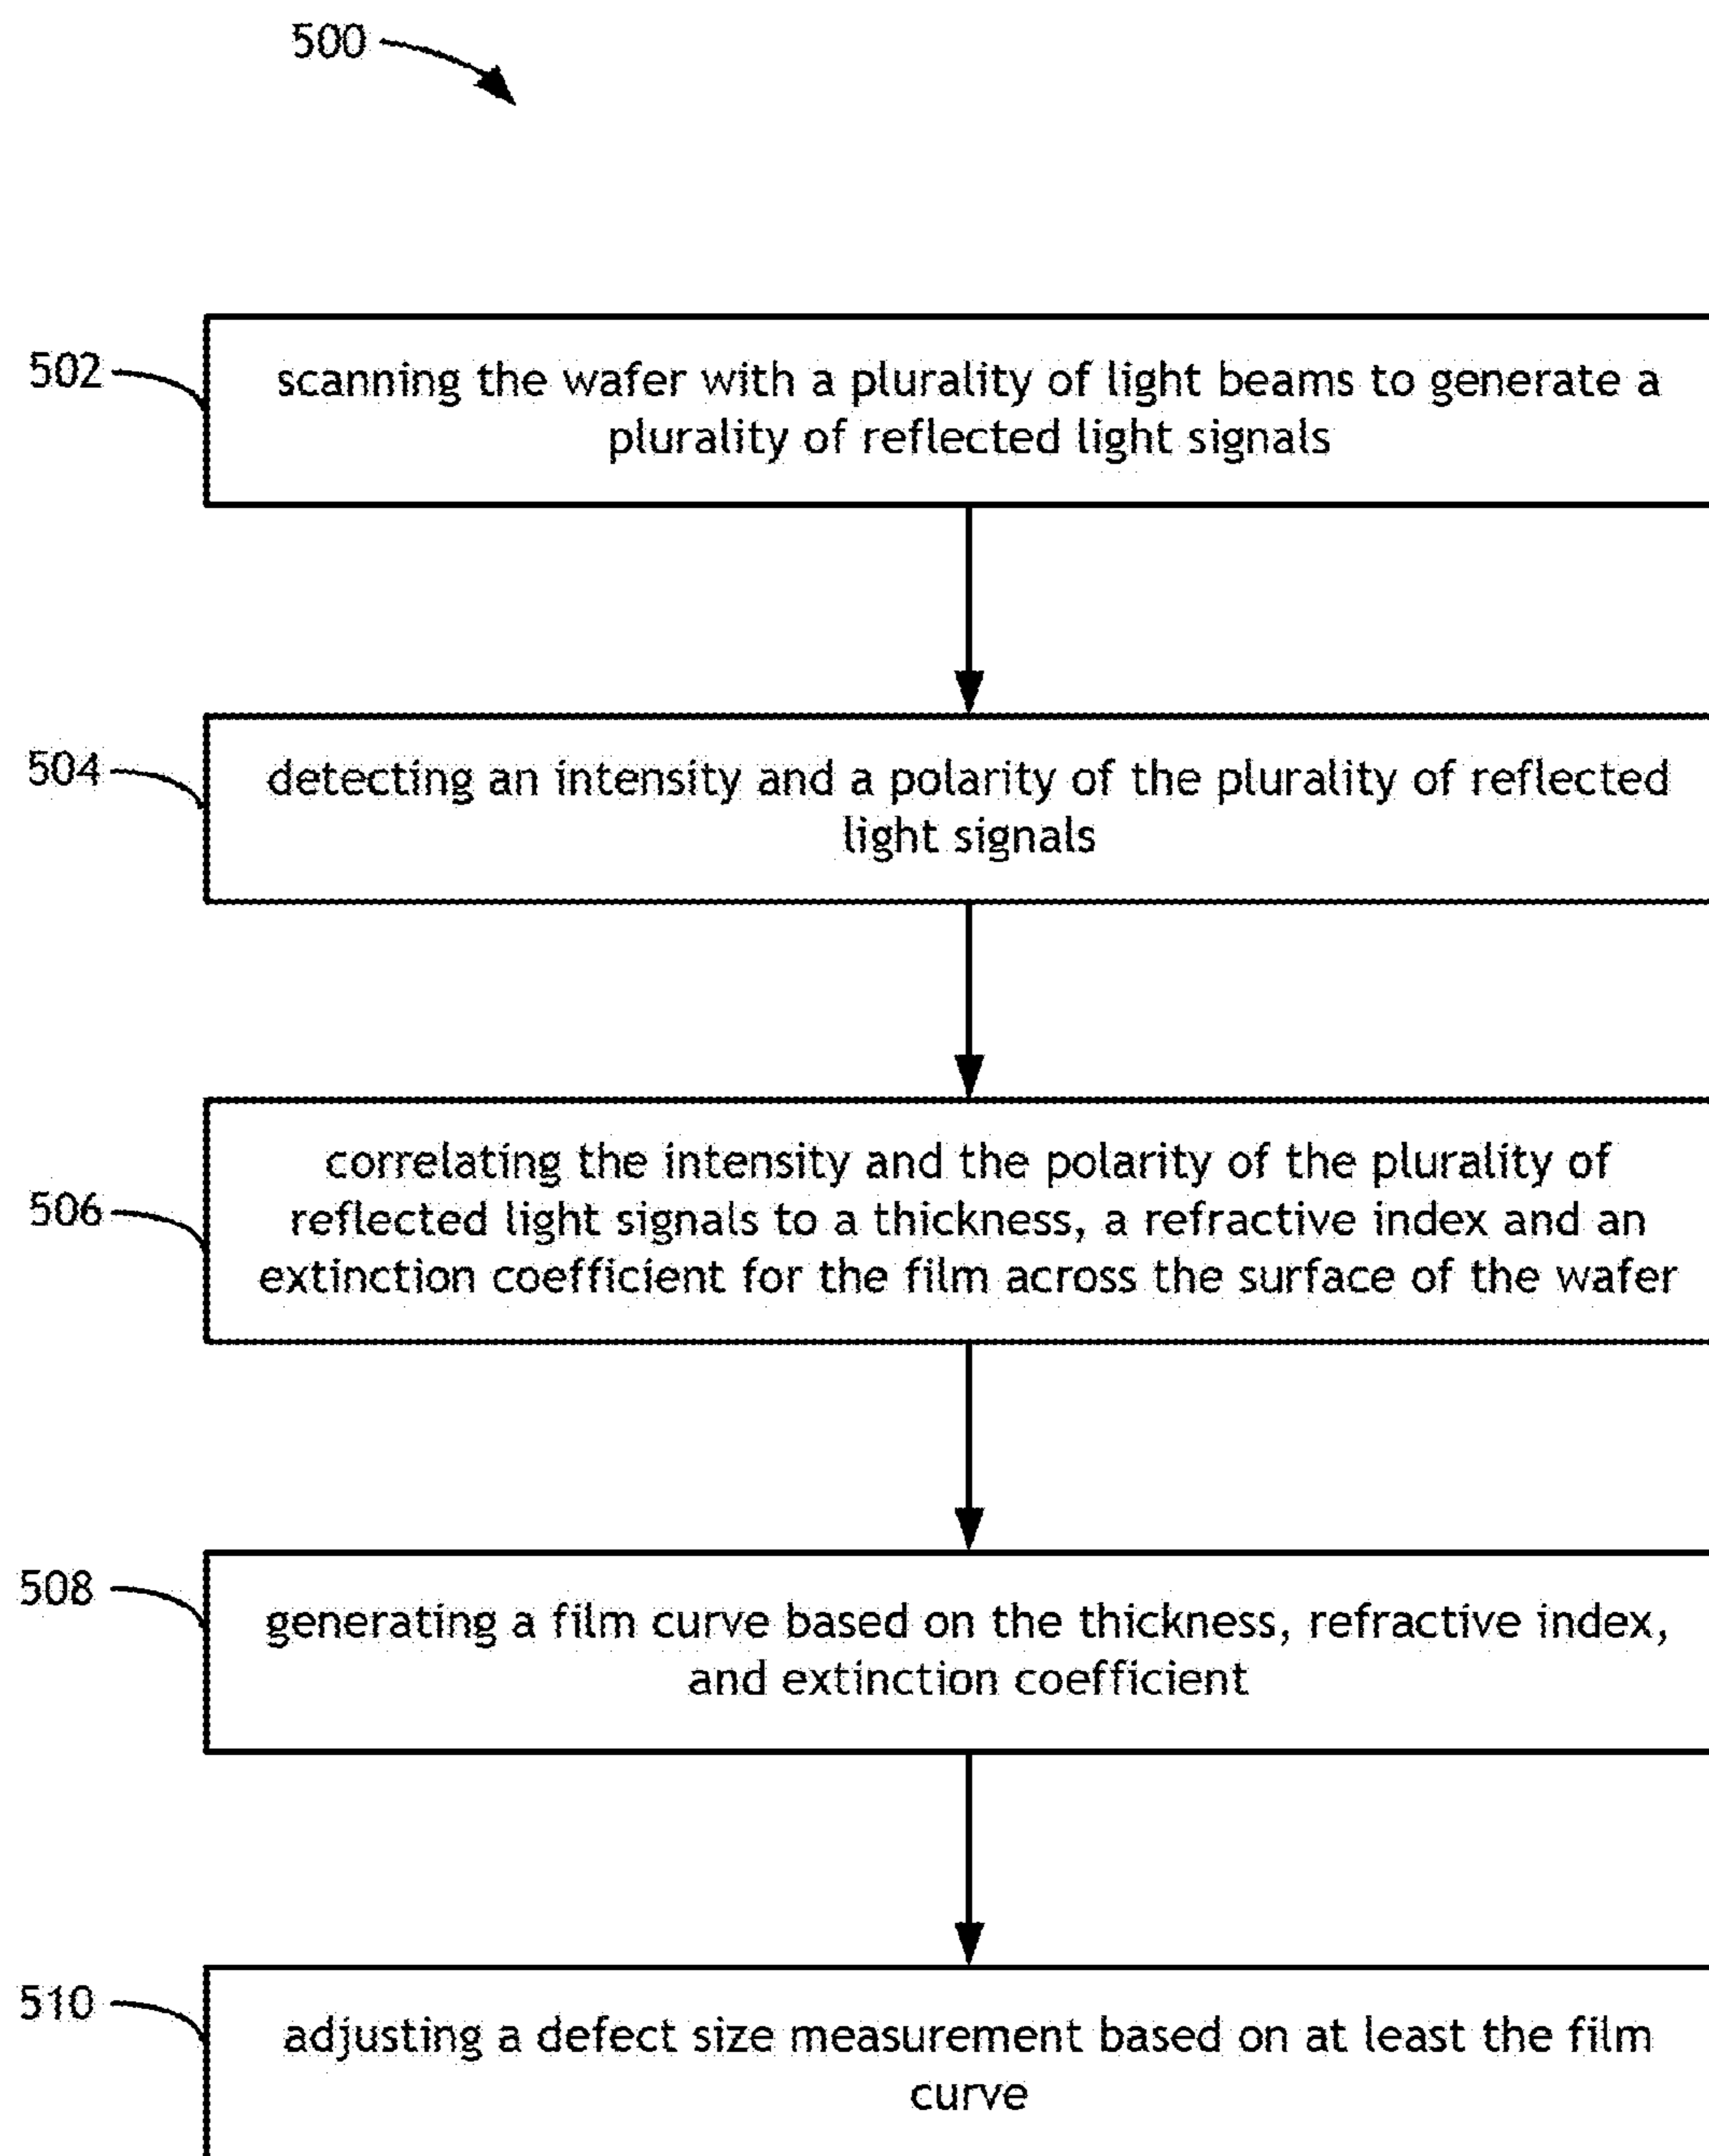 500
502
scanning the wafer with a plurality of light beams to generate a
plurality of reflected light signals
504
detecting an intensity and a polarity of the plurality of reflected
light signals
506
correlating the intensity and the polarity of the plurality of
reflected light signals to a thickness, a refractive index and an
extinction coefficient for the film across the surface of the wafer
508
generating a film curve based on the thickness, refractive index,
and extinction coefficient
510
adjusting a defect size measurement based on at least the film
curve